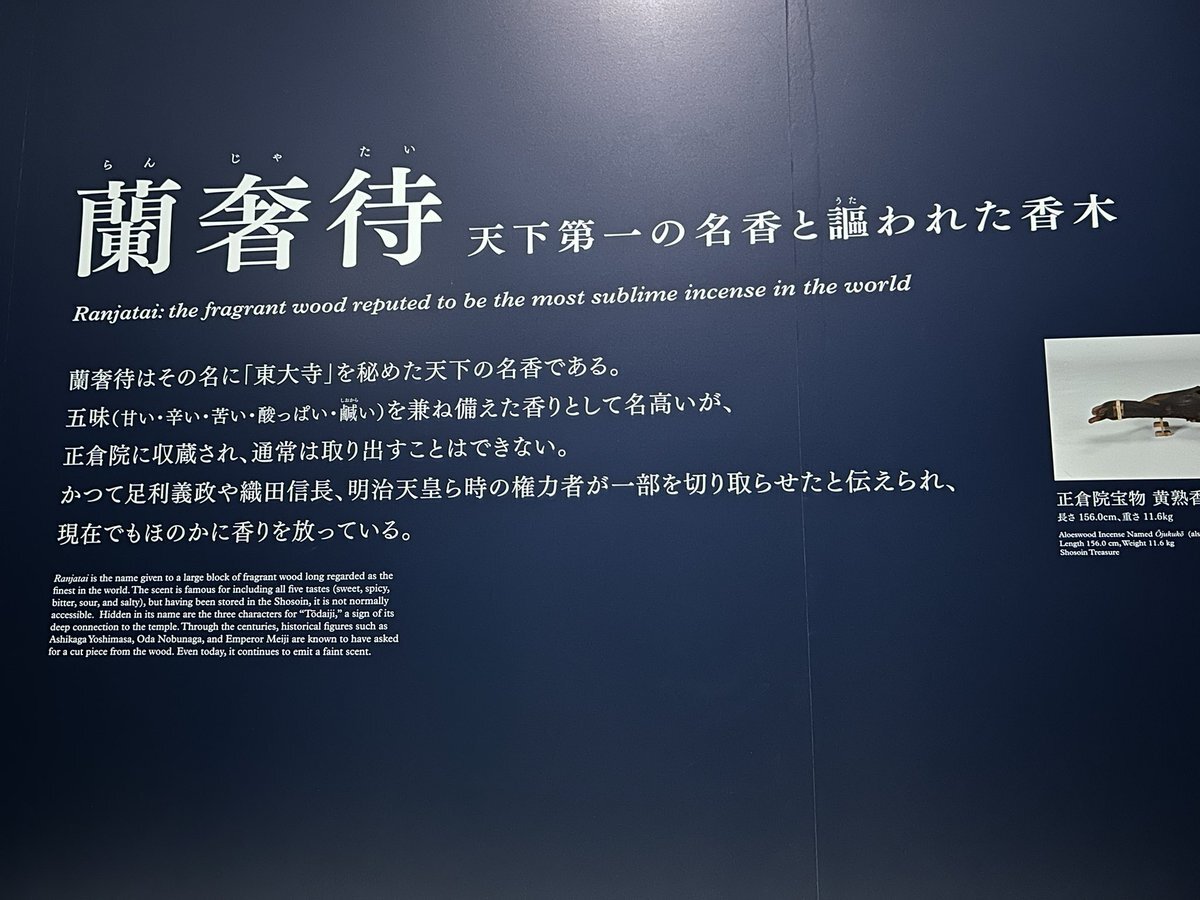 らんじゃたい
蘭奢待 天下第一の名香と謳われた香木
うた
Ranjatai: the fragrant wood reputed to be the most sublime incense in the world
蘭奢待はその名に「東大寺」を秘めた天下の名香である。
しおから
五味(甘い・辛い・苦い・酸っぱい・鹹い)を兼ね備えた香りとして名高いが、
正倉院に収蔵され、通常は取り出すことはできない。
かつて足利義政や織田信長、明治天皇ら時の権力者が一部を切り取らせたと伝えられ、
現在でもほのかに香りを放っている。
Ranjatai is the name given to a large block of fragrant wood long regarded as the
finest in the world. The scent is famous for including all five tastes (sweet, spicy,
bitter, sour, and salty), but having been stored in the Shosoin, it is not normally
accessible. Hidden in its name are the three characters for “Tōdaiji,” a sign of its
deep connection to the temple. Through the centuries, historical figures such as
Ashikaga Yoshimasa, Oda Nobunaga, and Emperor Meiji are known to have asked
for a cut piece from the wood. Even today, it continues to emit a faint scent.
正倉院宝物 黄熟香
長さ 156.0cm、重さ 11.6kg
Aloeswood Incense Named Ōjukukō (als
Length 156.0 cm, Weight 11.6 kg
Shosoin Treasure